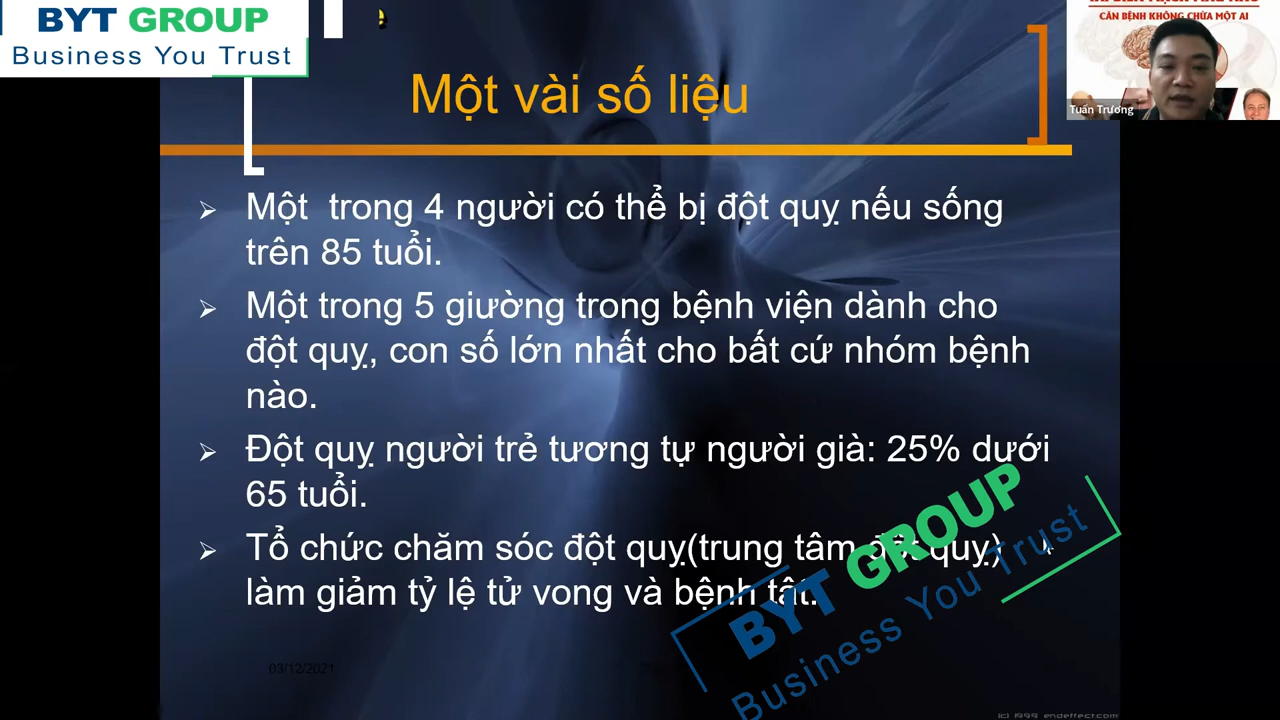 BYT GROUP
Business You Trust
CĂN BỆNH KHÔNG CHỪA MỘT AI
Tuấn Trương
Một vài số liệu
Một trong 4 người có thể bị đột quỵ nếu sống
trên 85 tuổi.
Một trong 5 giường trong bệnh viện dành cho
đột quỵ, con số lớn nhất cho bất cứ nhóm bệnh
nào.
Đột quỵ người trẻ tương tự người già: 25% dưới
65 tuổi.
Tổ chức chăm sóc đột quỵ(trung tâm đột quỵ)
làm giảm tỷ lệ tử vong và bệnh tật.
BYT GROUP
Business You Trust
03/12/2021
(c) 1999 endeffect.com